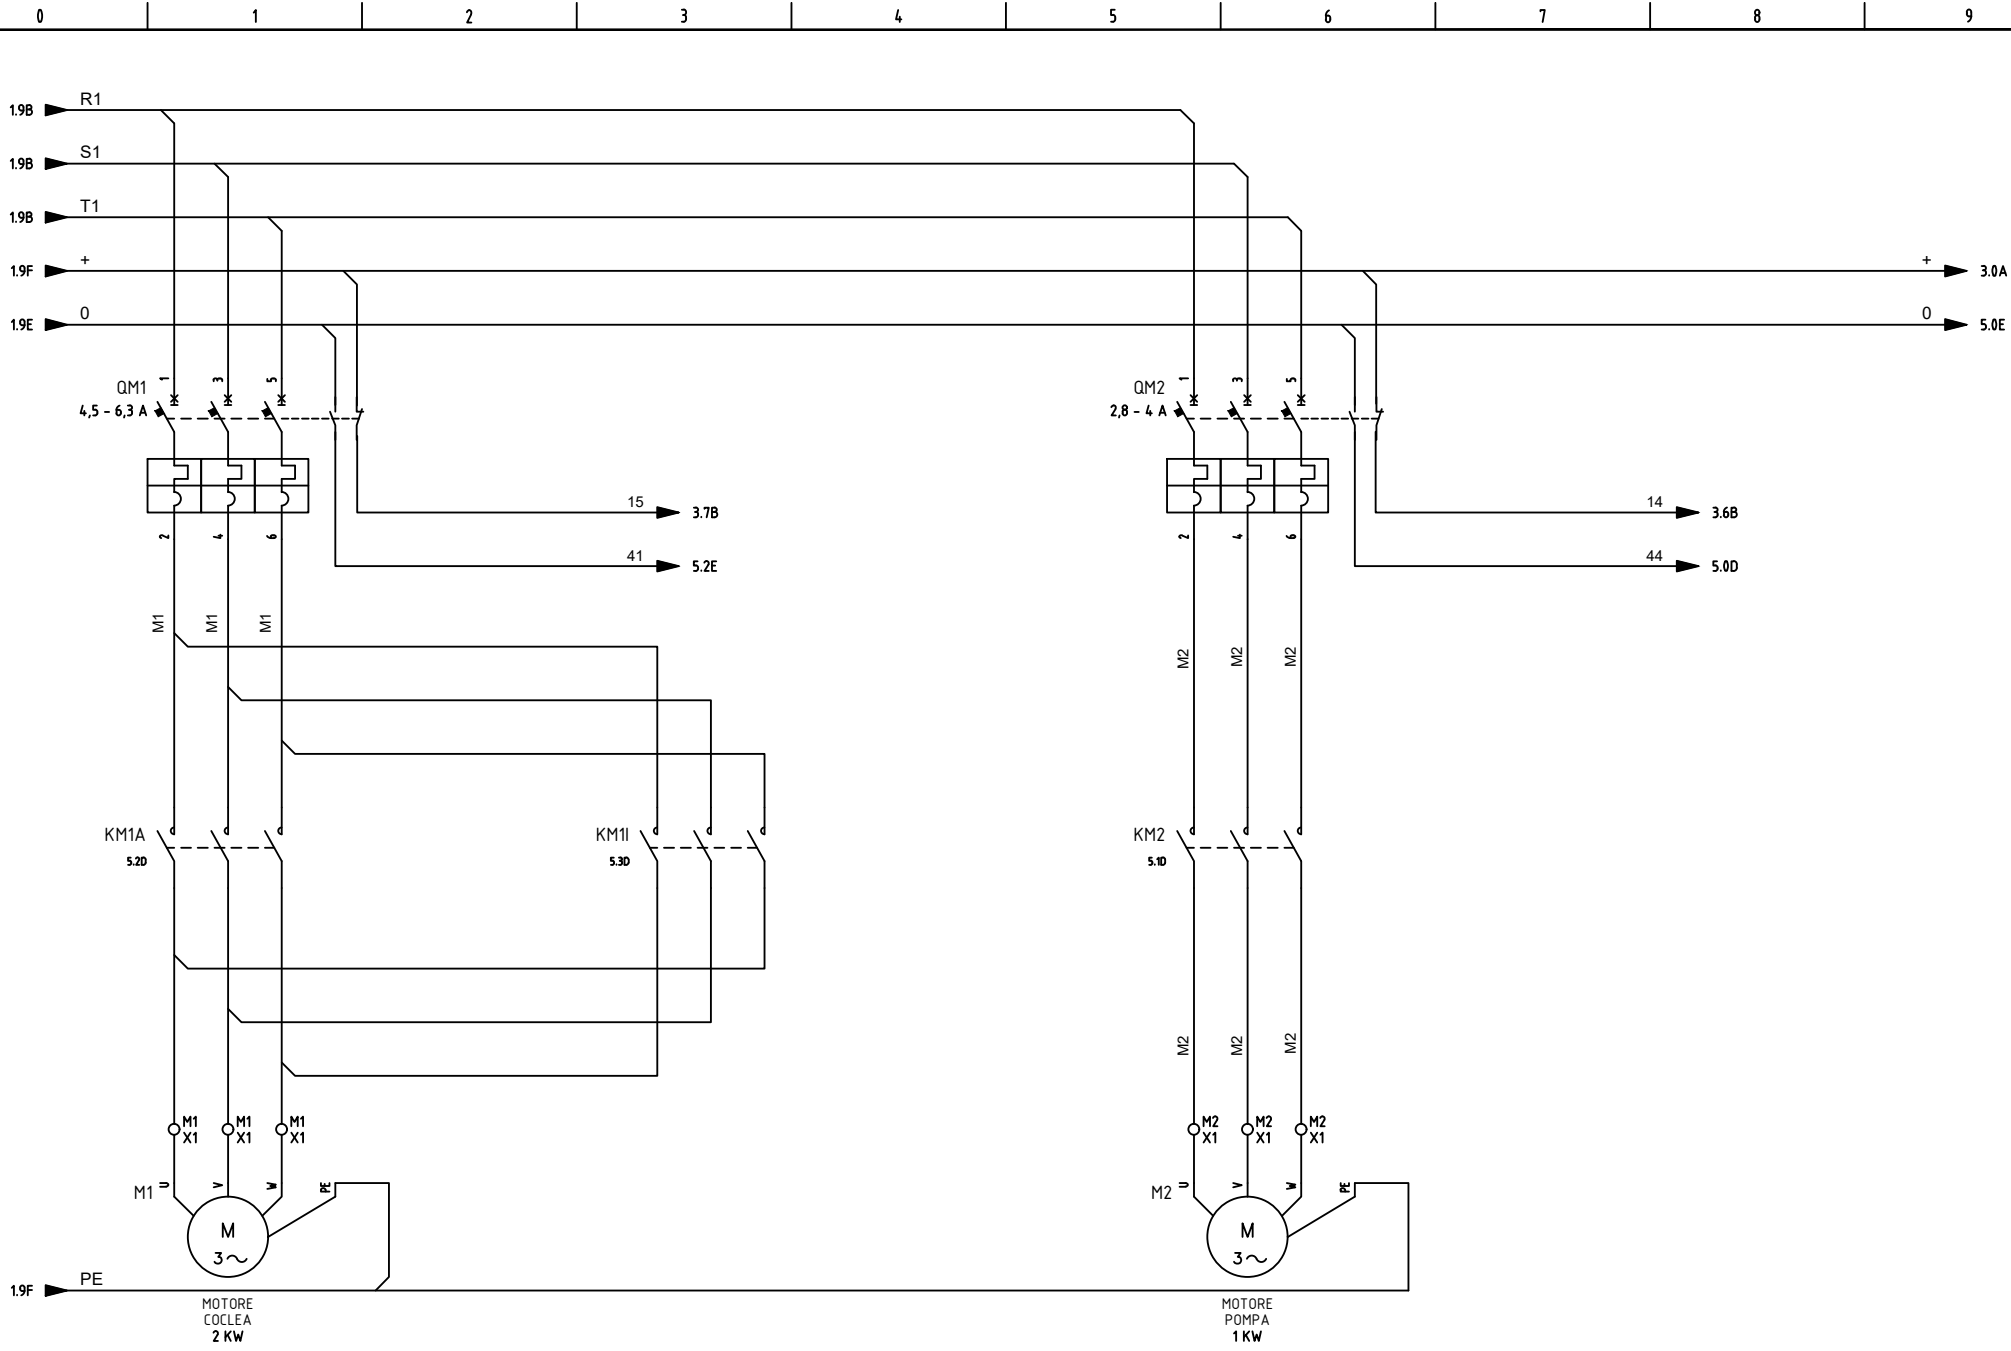 0 1 2 3 4 5 6 7 8 9
1.9B R1
1.9B S1
1.9B T1
1.9F + + 3.0A
1.9E 0 0 5.0E
1 3 5 1 3 5
QM1 QM2
4,5 - 6,3 A 2,8 - 4 A
15 3.7B 14 3.6B
2 4 6 2 4 6
41 5.2E 44 5.0D
M1 M1 M1
M2 M2 M2
KM1A KM1I KM2
5.2D 5.3D 5.1D
M2 M2 M2
M1 M1 M1 M2 M2 M2
X1 X1 X1 X1 X1 X1
M1 U V W PE M2 U V W PE
M M
3~ 3~
1.9F PE
MOTORE MOTORE
COCLEA POMPA
2 KW 1 KW